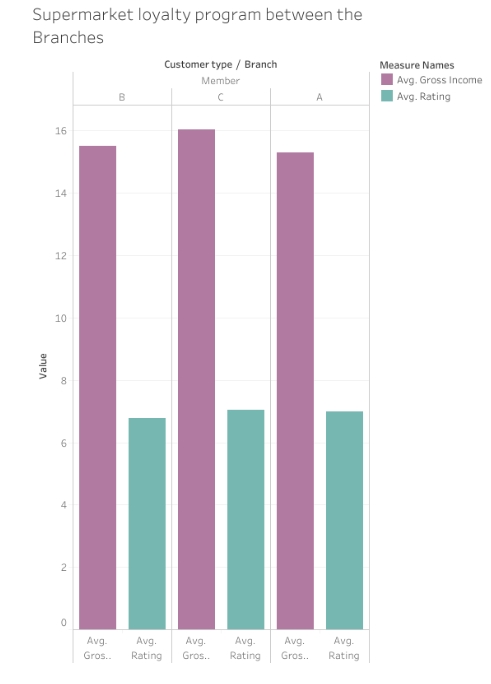 Supermarket loyalty program between the
Branches
Customer type / Branch
Member
B C A
Measure Names
Avg. Gross Income
Avg. Rating
Value
16
14
12
10
8
6
4
2
0
Avg. Avg. Avg. Avg. Avg. Avg.
Gros.. Rating Gros.. Rating Gros.. Rating